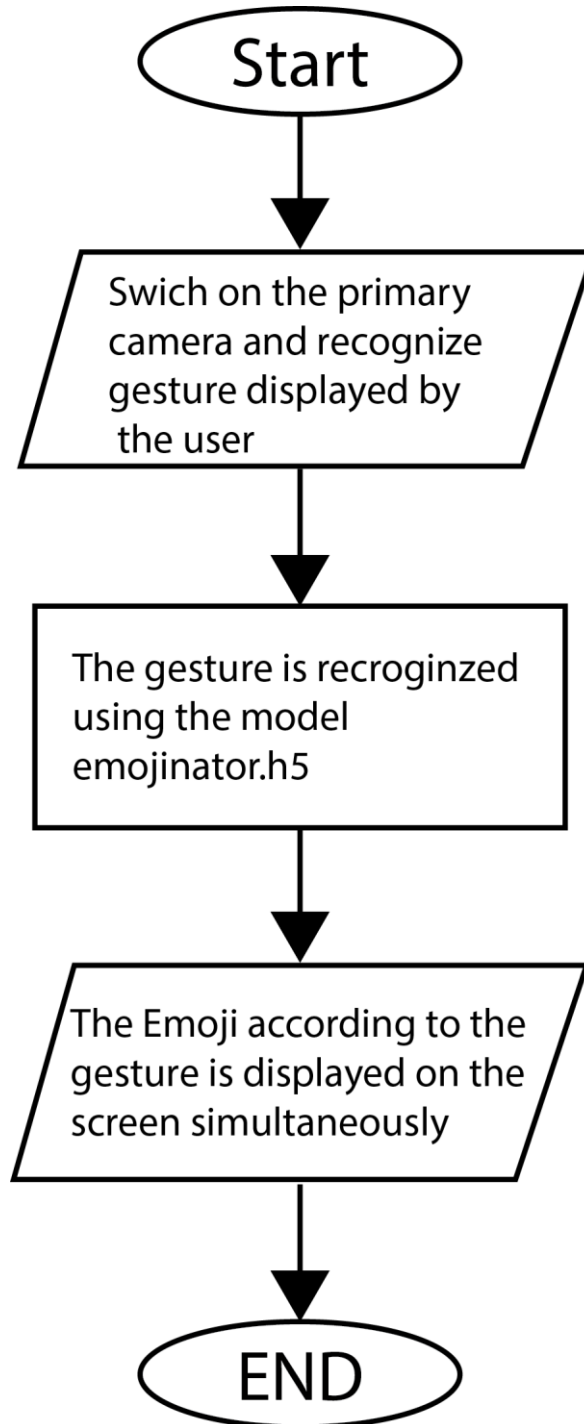 Start
Swich on the primary
camera and recognize
gesture displayed by
the user
The gesture is recroginzed
using the model
emojinator.h5
The Emoji according to the
gesture is displayed on the
screen simultaneously
END